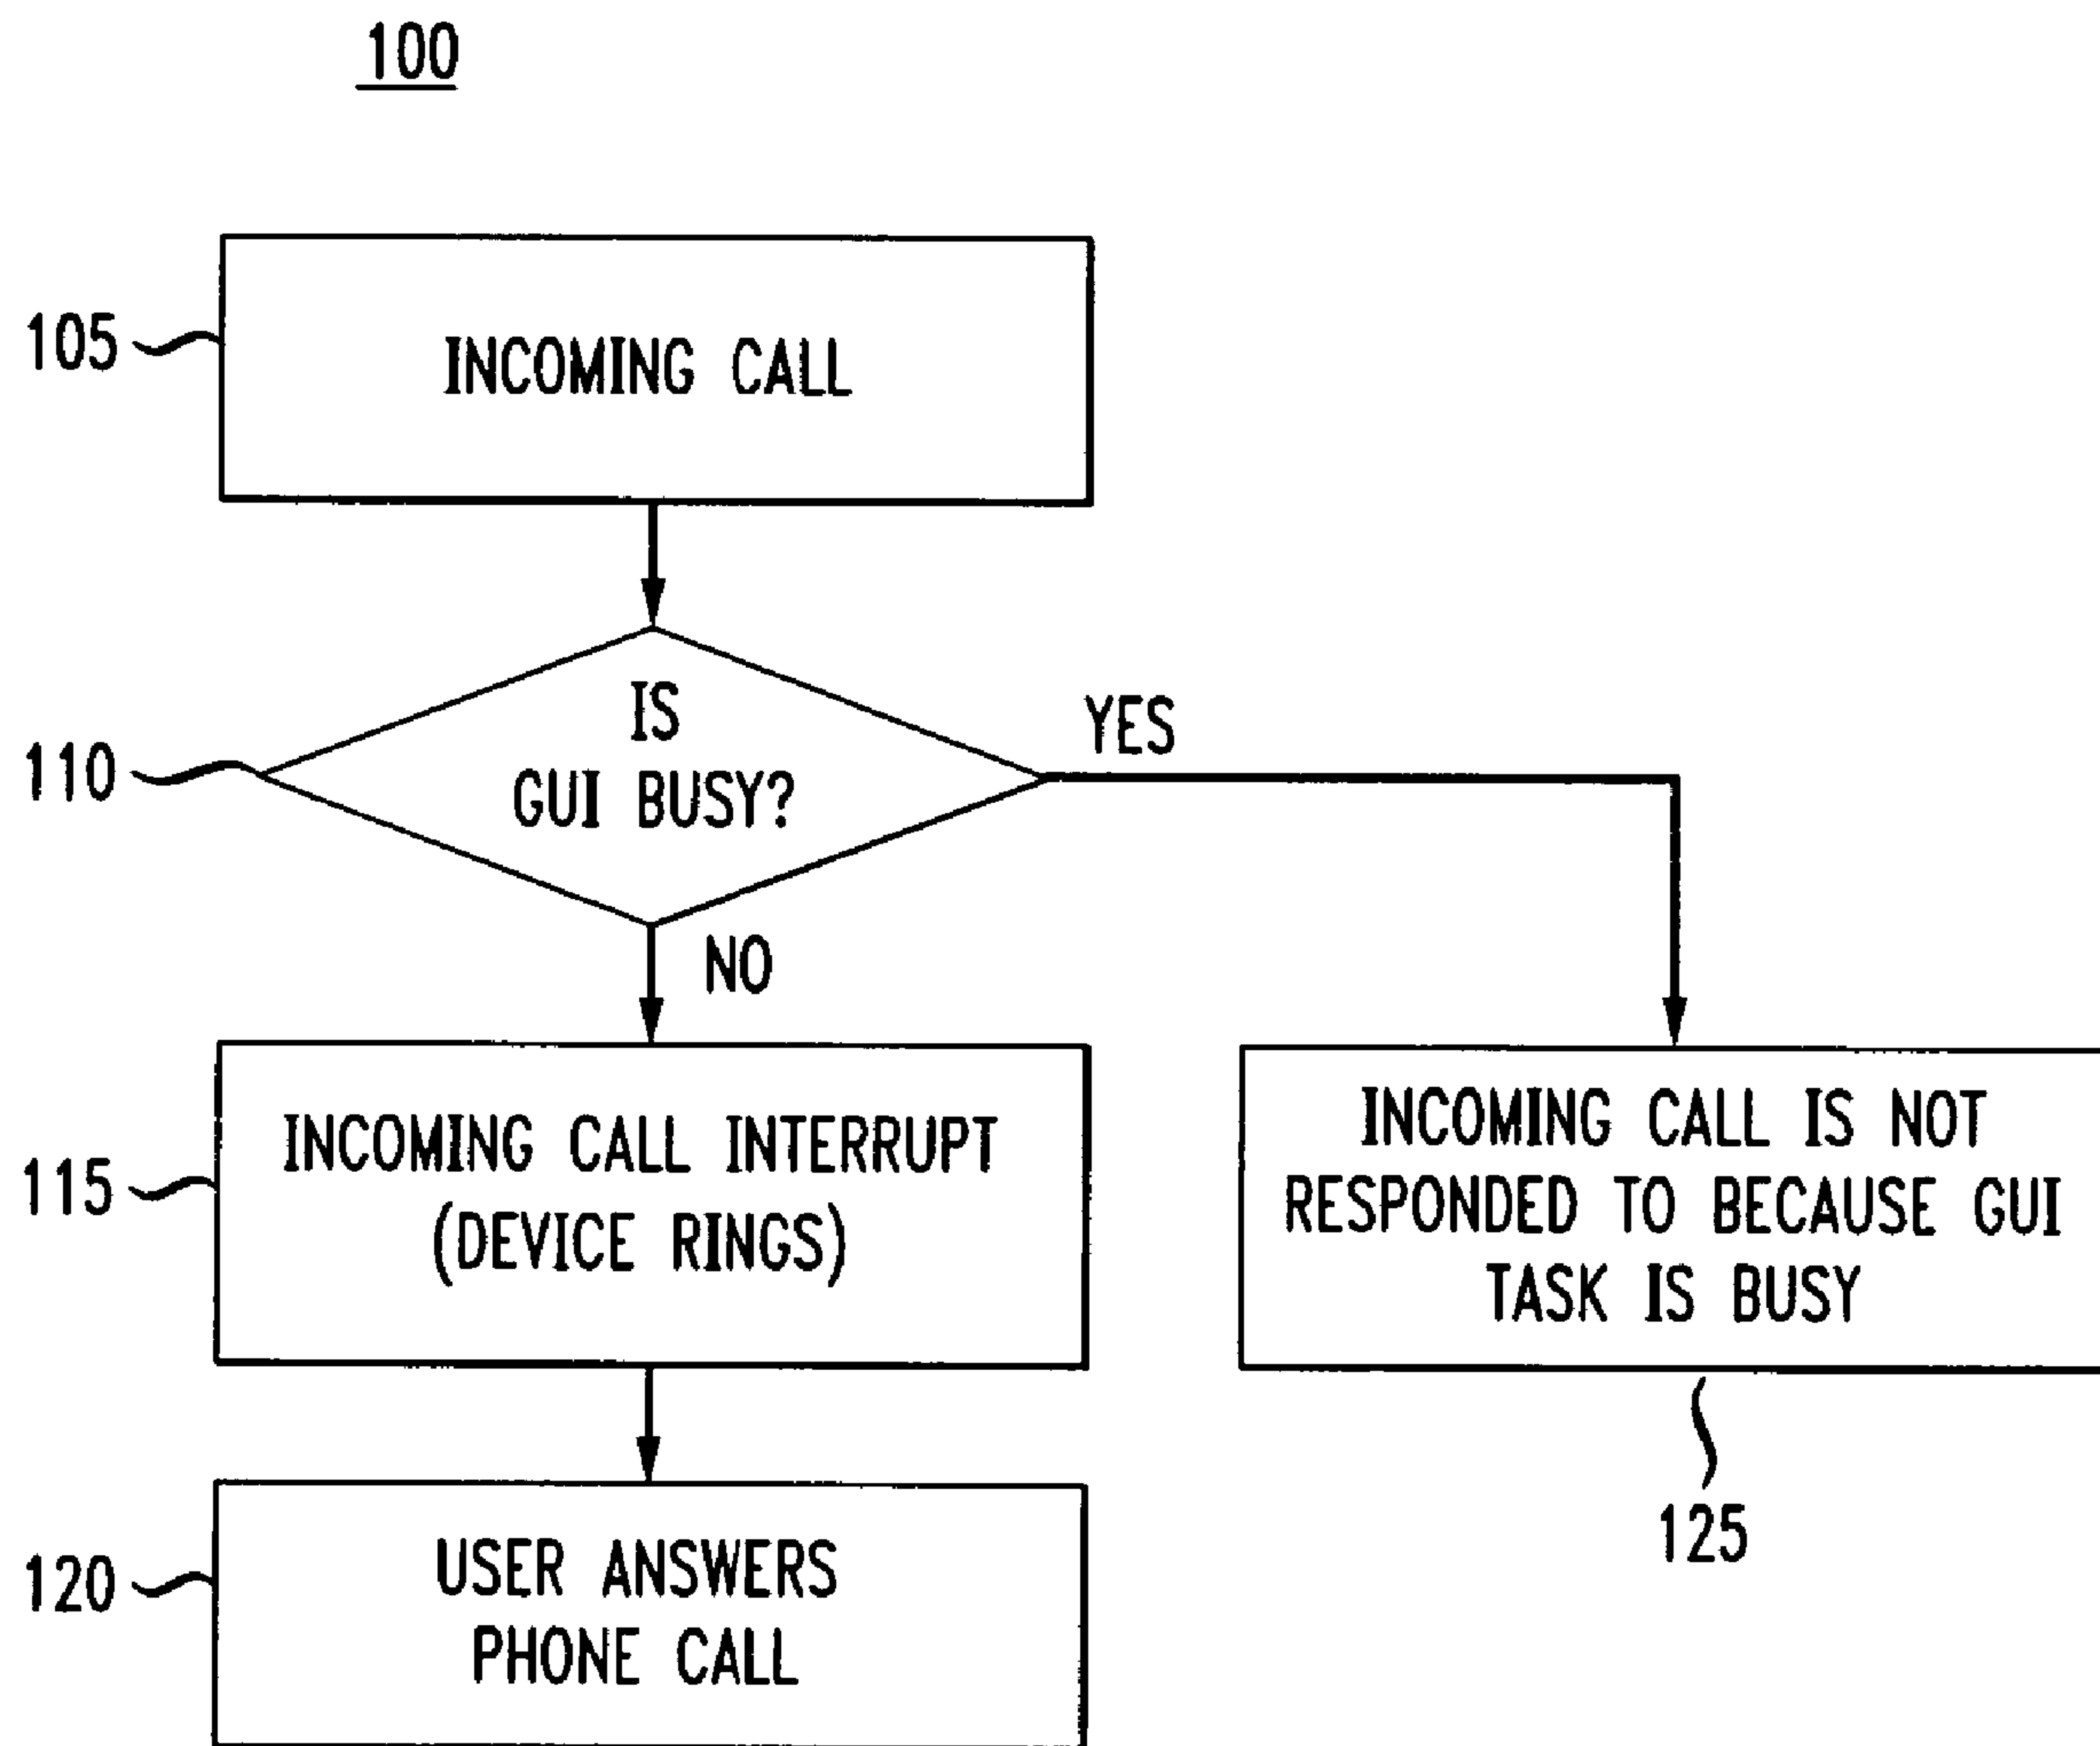 100
105
INCOMING CALL
110
IS
GUI BUSY?
YES
NO
115
INCOMING CALL INTERRUPT
(DEVICE RINGS)
INCOMING CALL IS NOT
RESPONDED TO BECAUSE GUI
TASK IS BUSY
125
120
USER ANSWERS
PHONE CALL